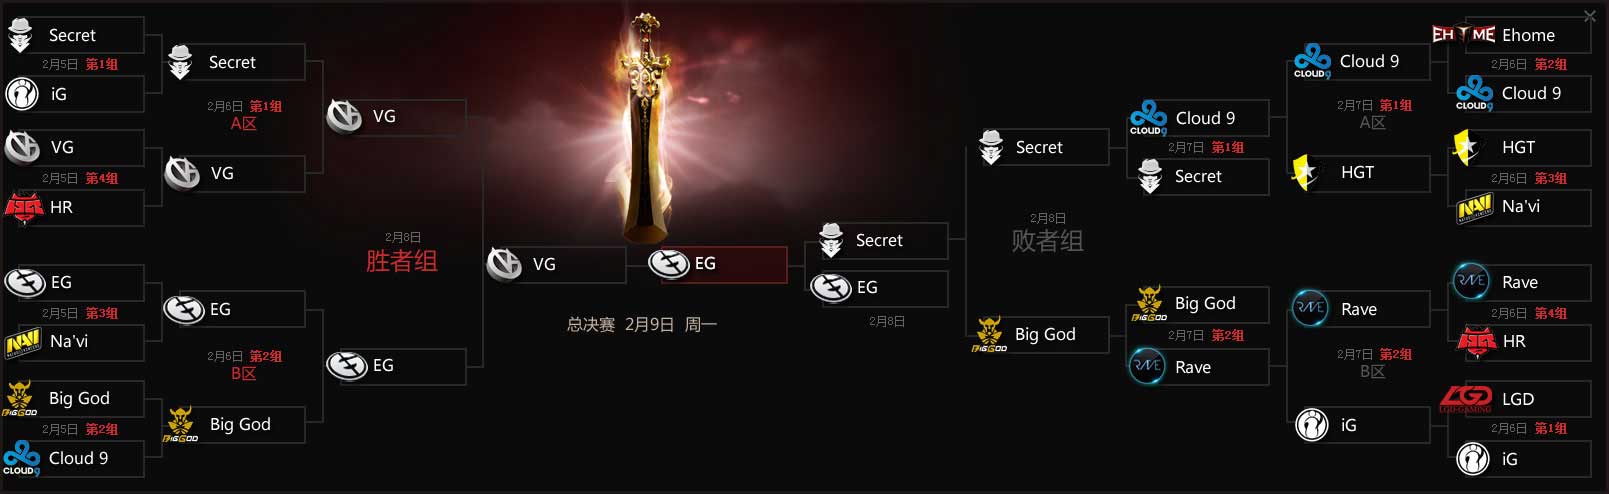 Secret
2月5日 第1组
iG
VG
2月5日 第4组
HR
EG
2月5日 第3组
Na'vi
Big God
2月5日 第2组
Cloud 9
Secret
2月6日 第1组
A区
VG
EG
2月6日 第2组
B区
Big God
VG
2月8日
胜者组
EG
VG
EG
总决赛 2月9日 周一
Secret
EG
2月8日
Secret
2月8日
败者组
Big God
Cloud 9
2月7日 第1组
Secret
Big God
2月7日 第2组
Rave
Cloud 9
2月7日 第1组
A区
HGT
Rave
2月7日 第2组
B区
iG
Ehome
2月6日 第2组
Cloud 9
HGT
2月6日 第3组
Na'vi
Rave
2月6日 第4组
HR
LGD
2月6日 第1组
iG